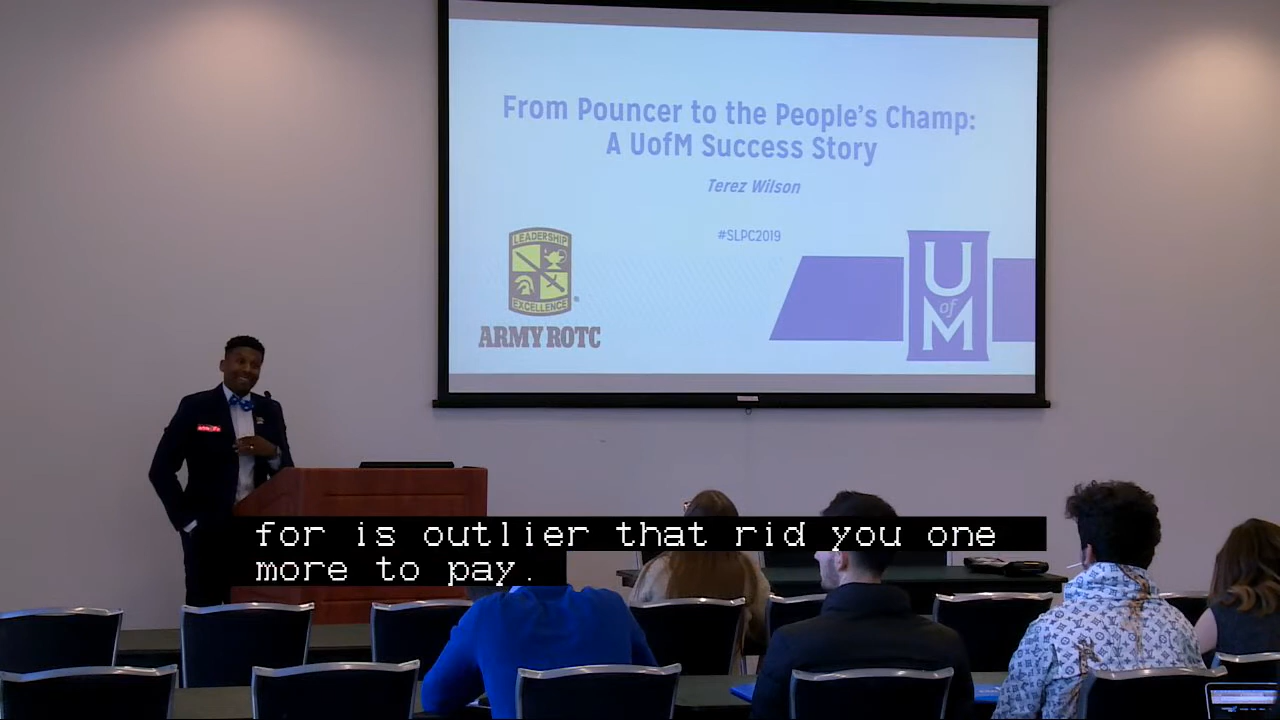 From Pouncer to the People's Champ:
A UofM Success Story
Terez Wilson
#SLPC2019
LEADERSHIP
EXCELLENCE
ARMY ROTC
U
of
M
for is outlier that rid you one
more to pay.